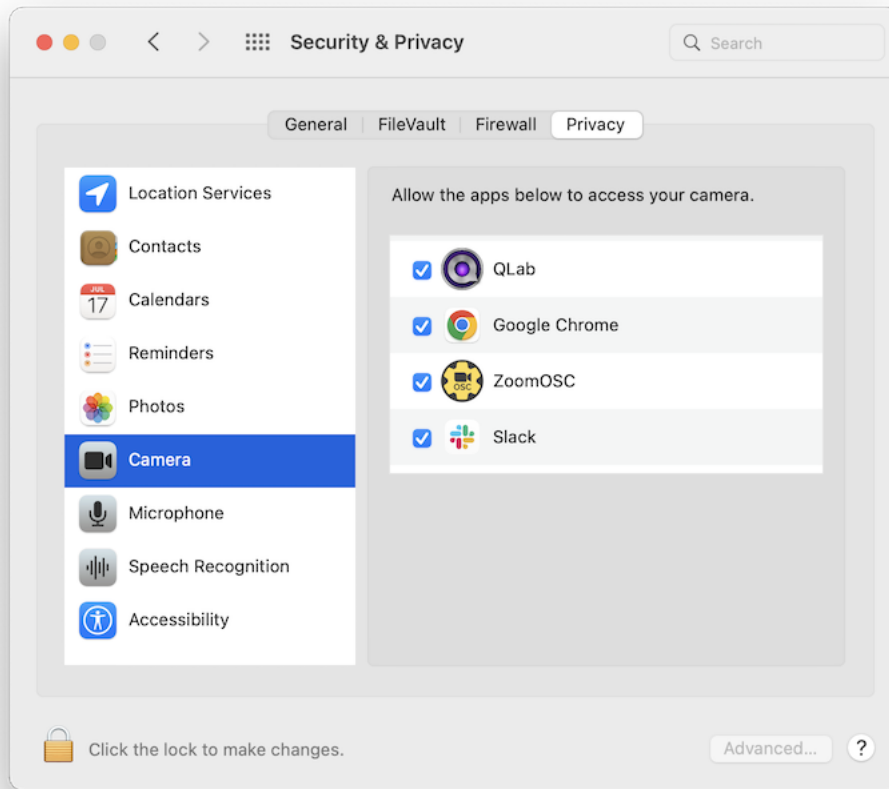 Security & Privacy
Search
General
FileVault
Firewall
Privacy
Location Services
Contacts
JUL
17
Calendars
Reminders
Photos
Camera
Microphone
Speech Recognition
Accessibility
Allow the apps below to access your camera.
QLab
Google Chrome
OSC
ZoomOSC
Slack
Click the lock to make changes.
Advanced...
?